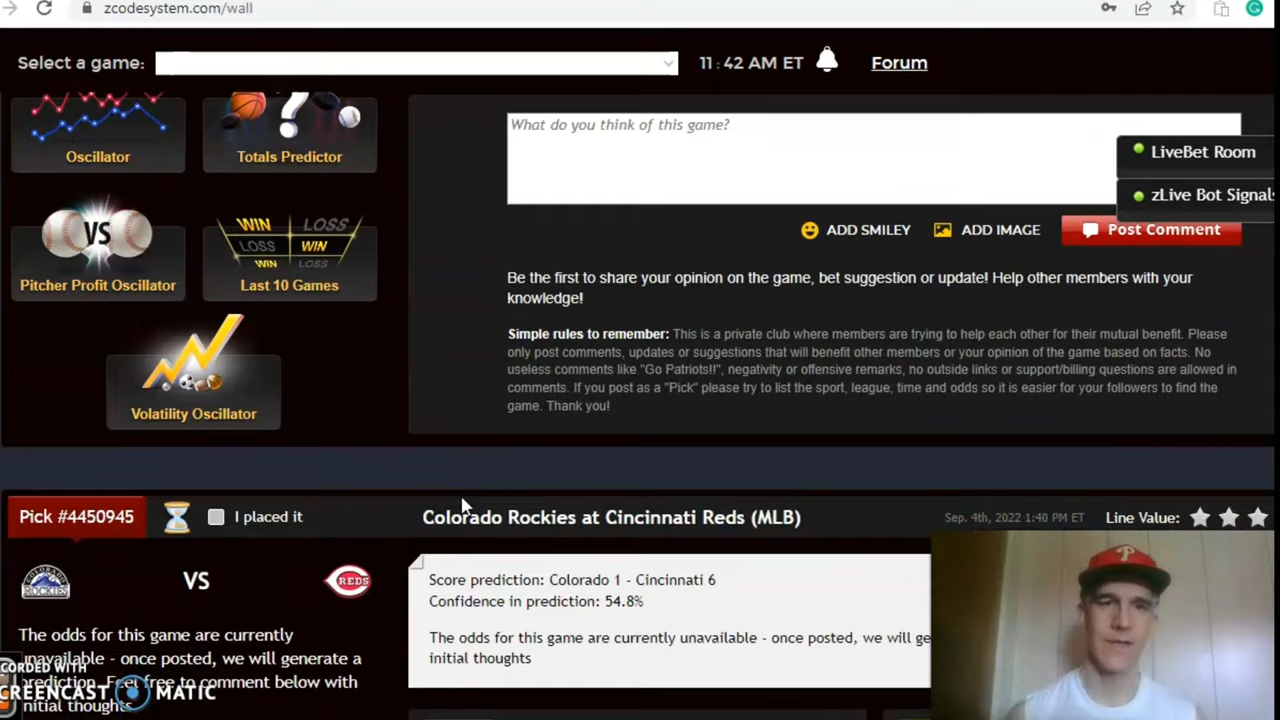 zcodesystem.com/wall
Select a game:
11:42 AM ET
Forum
Oscillator
Totals Predictor
What do you think of this game?
LiveBet Room
zLive Bot Signals
ADD SMILEY
ADD IMAGE
Post Comment
VS
WIN LOSS
LOSS WIN
WIN LOSS
Pitcher Profit Oscillator
Last 10 Games
Be the first to share your opinion on the game, bet suggestion or update! Help other members with your
knowledge!
Simple rules to remember: This is a private club where members are trying to help each other for their mutual benefit. Please
only post comments, updates or suggestions that will benefit other members or your opinion of the game based on facts. No
useless comments like "Go Patriots!!", negativity or offensive remarks, no outside links or support/billing questions are allowed in
comments. If you post as a "Pick" please try to list the sport, league, time and odds so it is easier for your followers to find the
game. Thank you!
Volatility Oscillator
Pick #4450945
I placed it
Colorado Rockies at Cincinnati Reds (MLB)
Sep. 4th, 2022 1:40 PM ET
Line Value:
ROCKIES
VS
REDS
Score prediction: Colorado 1 - Cincinnati 6
Confidence in prediction: 54.8%
The odds for this game are currently unavailable - once posted, we will ge
initial thoughts
The odds for this game are currently
unavailable - once posted, we will generate a
prediction. Feel free to comment below with
initial thoughts
CORDED WITH
CREENCAST MATIC
P